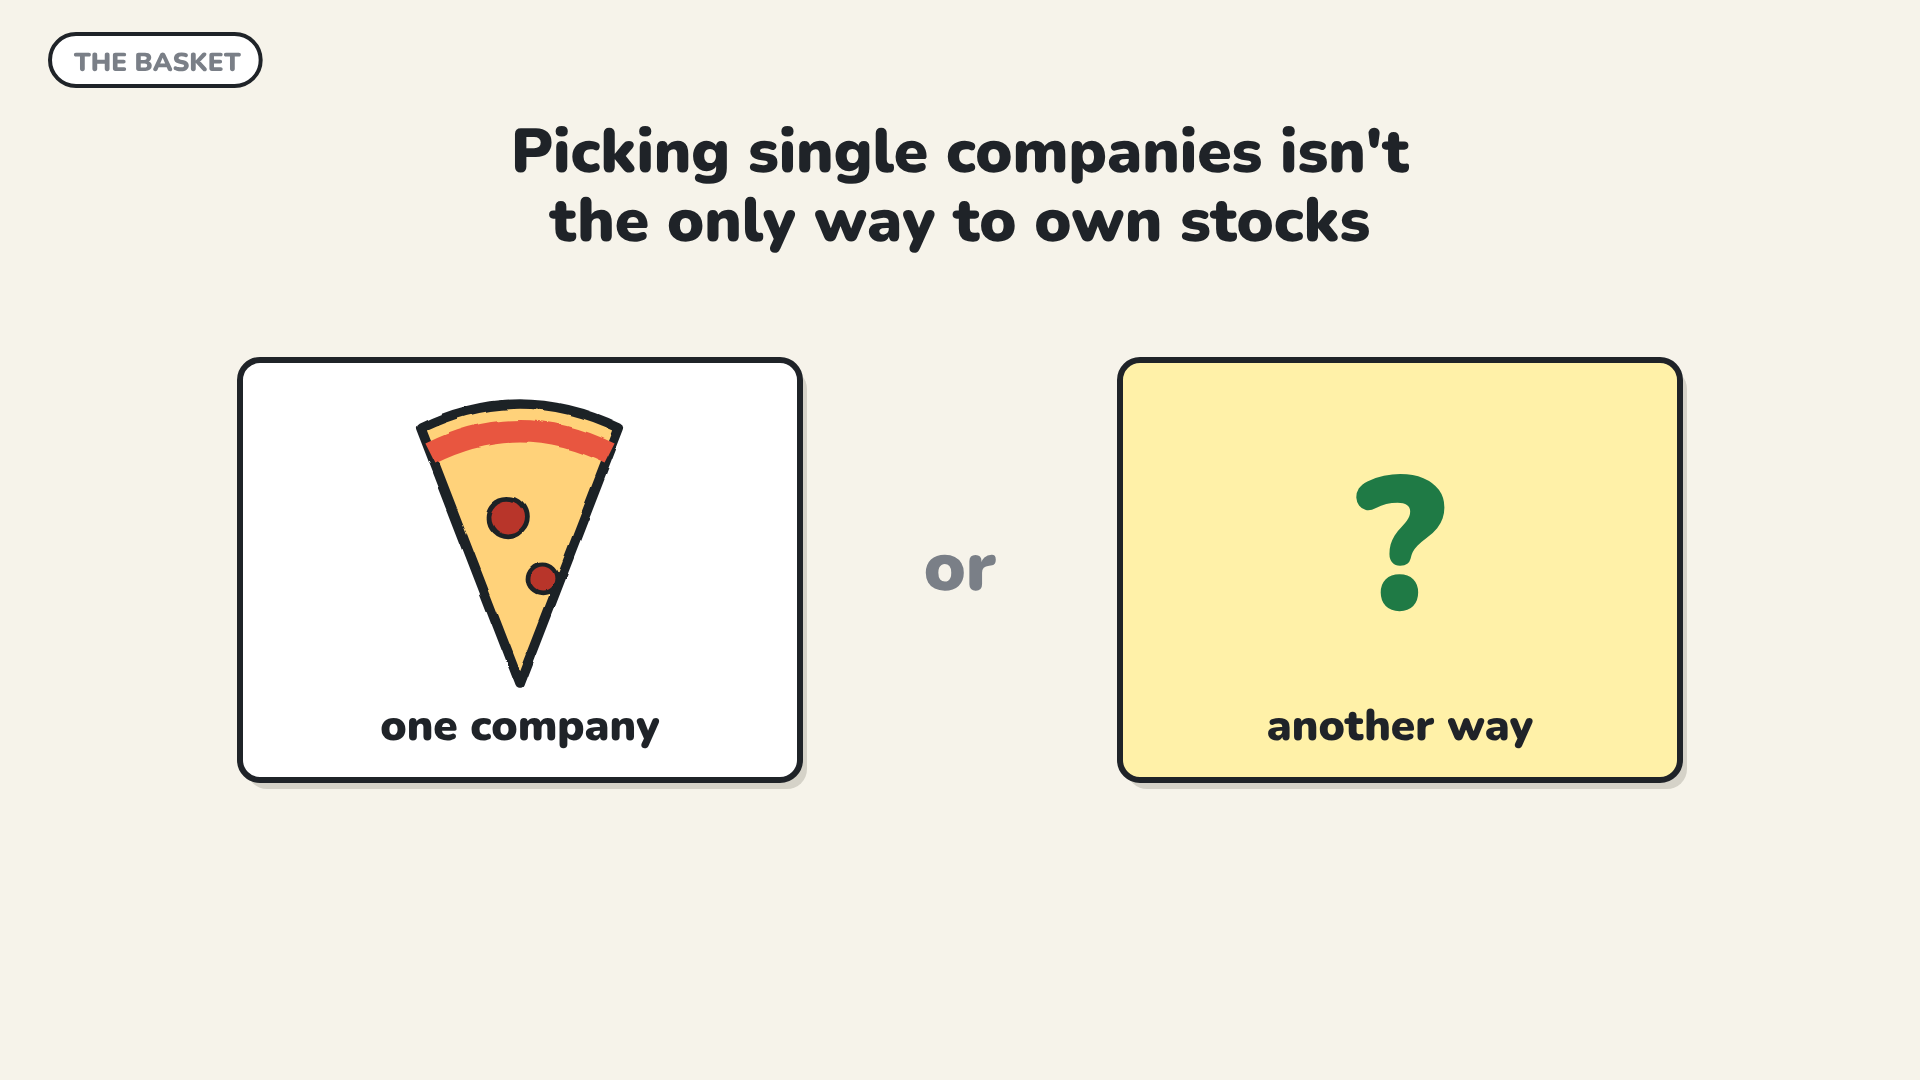 THE BASKET
Picking single companies isn't
the only way to own stocks
one company
or
?
another way